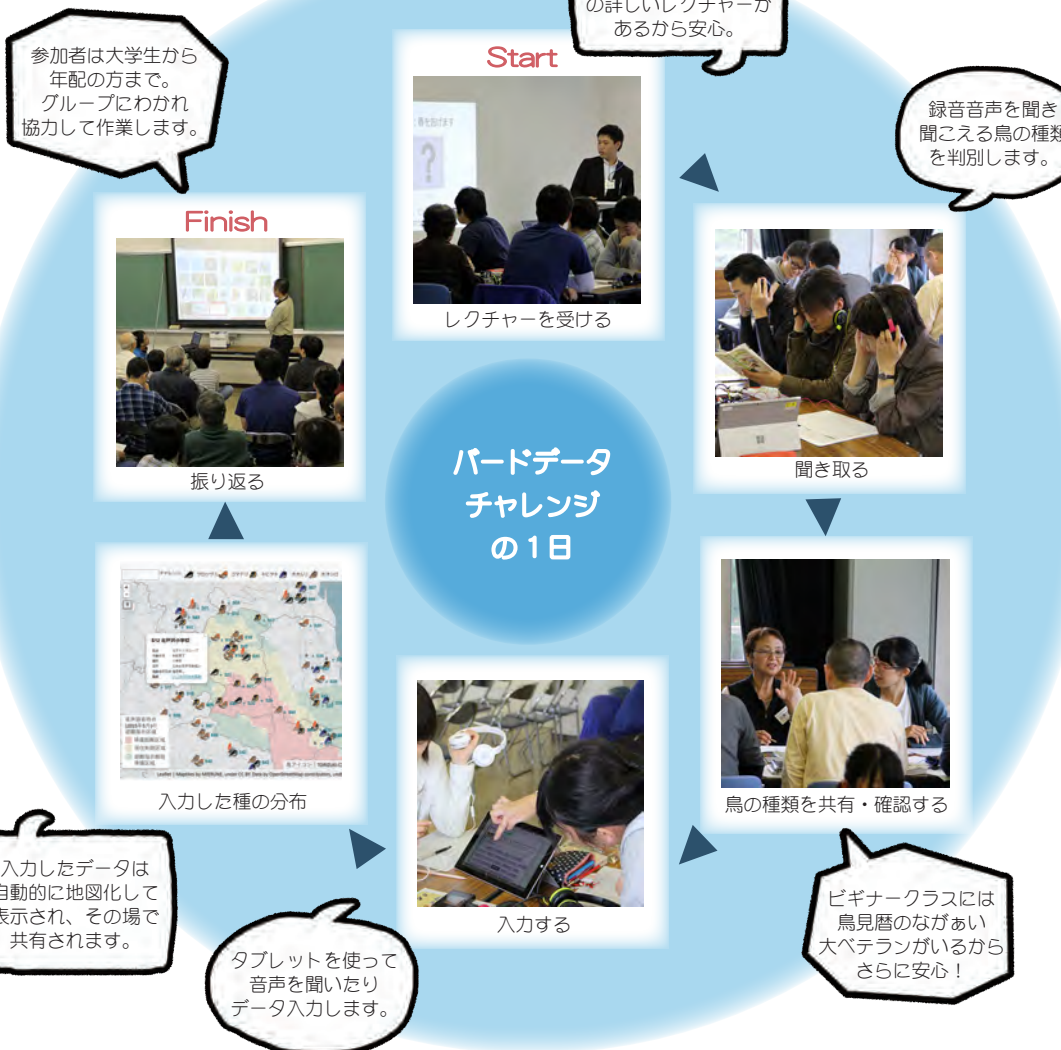 の詳しいレクチャーが
あるから安心。
参加者は大学生から
年配の方まで。
グループにわかれ
協力して作業します。
Start
レクチャーを受ける
録音音声を聞き
聞こえる鳥の種類
を判別します。
聞き取る
Finish
振り返る
バードデータ
チャレンジ
の1日
鳥の種類を共有・確認する
ビギナークラスには
鳥見暦のながぁい
大ベテランがいるから
さらに安心！
入力する
タブレットを使って
音声を聞いたり
データ入力します。
入力した種の分布
入力したデータは
自動的に地図化して
表示され、その場で
共有されます。